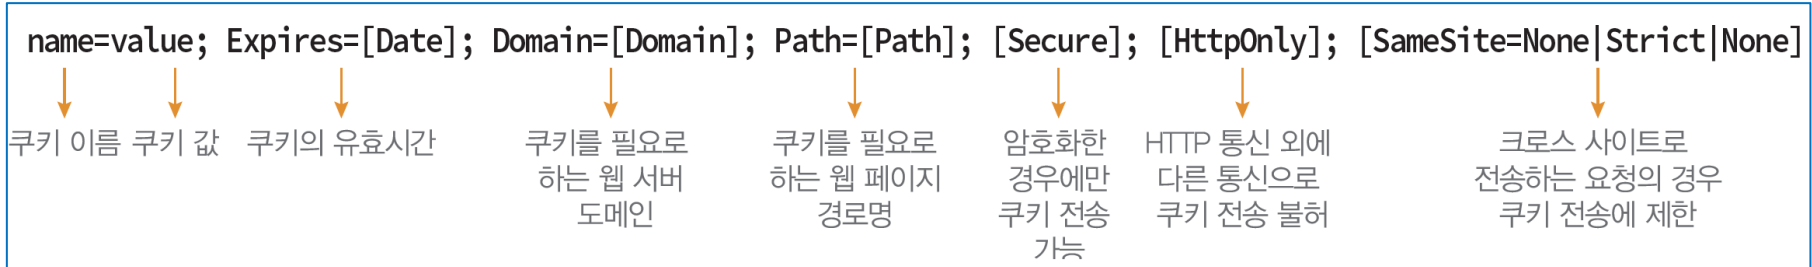 name=value; Expires=[Date]; Domain=[Domain]; Path=[Path]; [Secure]; [HttpOnly]; [SameSite=None|Strict|None]
쿠키 이름
쿠키 값
쿠키의 유효시간
쿠키를 필요로
하는 웹 서버
도메인
쿠키를 필요로
하는 웹 페이지
경로명
암호화한
경우에만
쿠키 전송
가능
HTTP 통신 외에
다른 통신으로
쿠키 전송 불허
크로스 사이트로
전송하는 요청의 경우
쿠키 전송에 제한